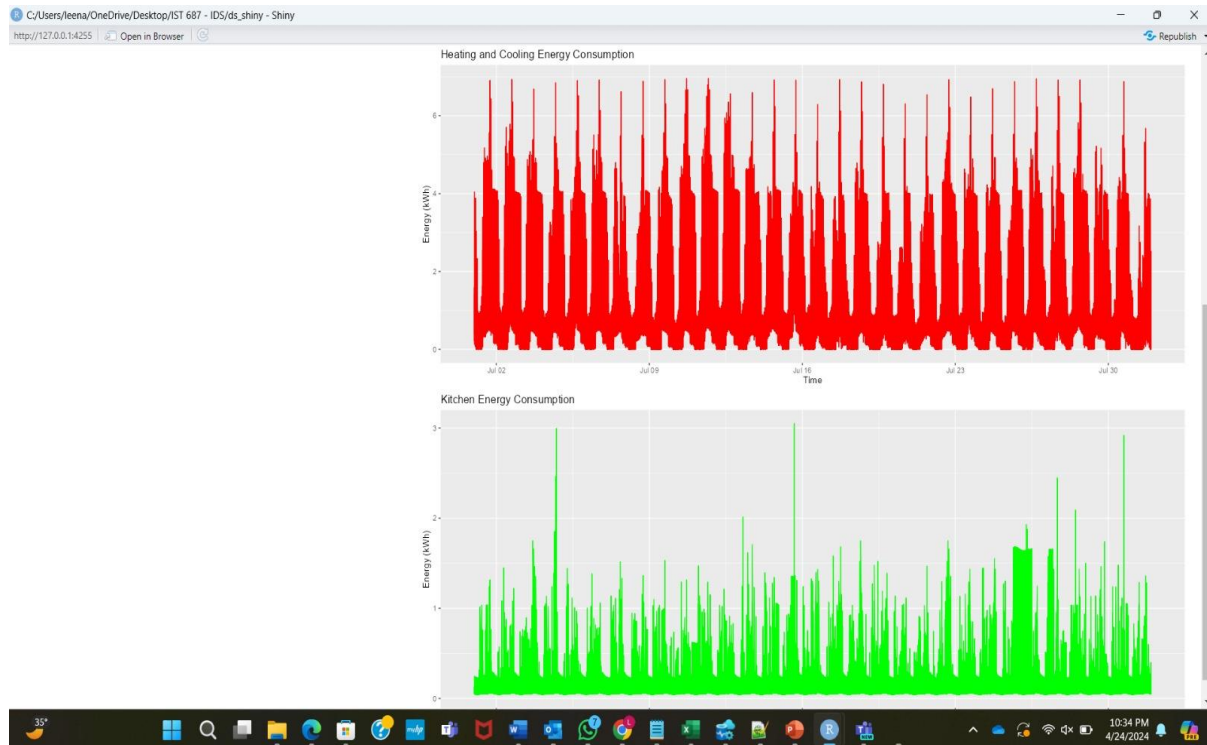 C:/Users/leena/OneDrive/Desktop/IST 687 - IDS/ds_shiny - Shiny
http://127.0.0.1:4255 Open in Browser Republish
Heating and Cooling Energy Consumption
6
4
2
0
Energy (kWh)
Jul 02 Jul 09 Jul 16 Jul 23 Jul 30
Time
Kitchen Energy Consumption
3
2
1
0
Energy (kWh)
35°
7
10:34 PM
4/24/2024